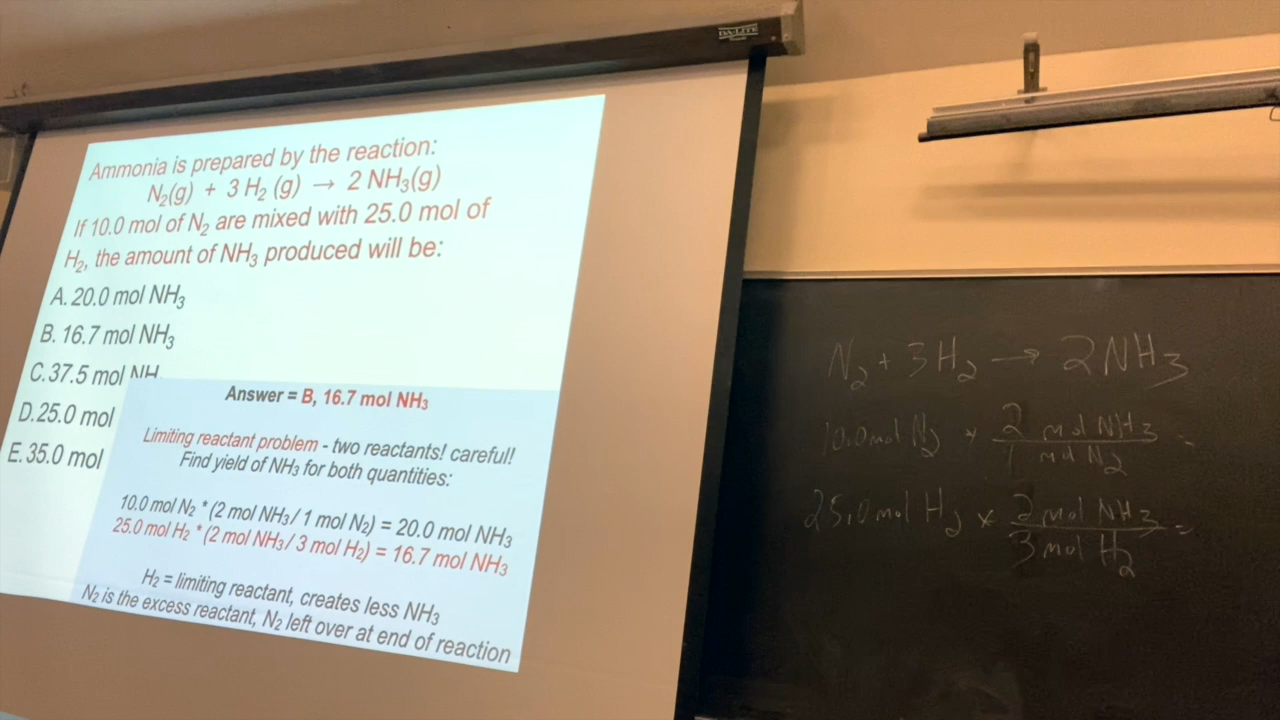 DA-LITE
Ammonia is prepared by the reaction:
N₂(g) + 3 H₂ (g) → 2 NH₃(g)
If 10.0 mol of N₂ are mixed with 25.0 mol of
H₂, the amount of NH₃ produced will be:
A. 20.0 mol NH₃
B. 16.7 mol NH₃
C. 37.5 mol NH
D. 25.0 mol
E. 35.0 mol
Answer = B, 16.7 mol NH₃
Limiting reactant problem - two reactants! careful!
Find yield of NH₃ for both quantities:
10.0 mol N₂ * (2 mol NH₃ / 1 mol N₂) = 20.0 mol NH₃
25.0 mol H₂ * (2 mol NH₃ / 3 mol H₂) = 16.7 mol NH₃
H₂ = limiting reactant, creates less NH₃
N₂ is the excess reactant, N₂ left over at end of reaction
N₂ + 3H₂ → 2NH₃
10.0 mol N₂ * 2 mol NH₃ / 1 mol N₂ =
25.0 mol H₂ * 2 mol NH₃ / 3 mol H₂ =